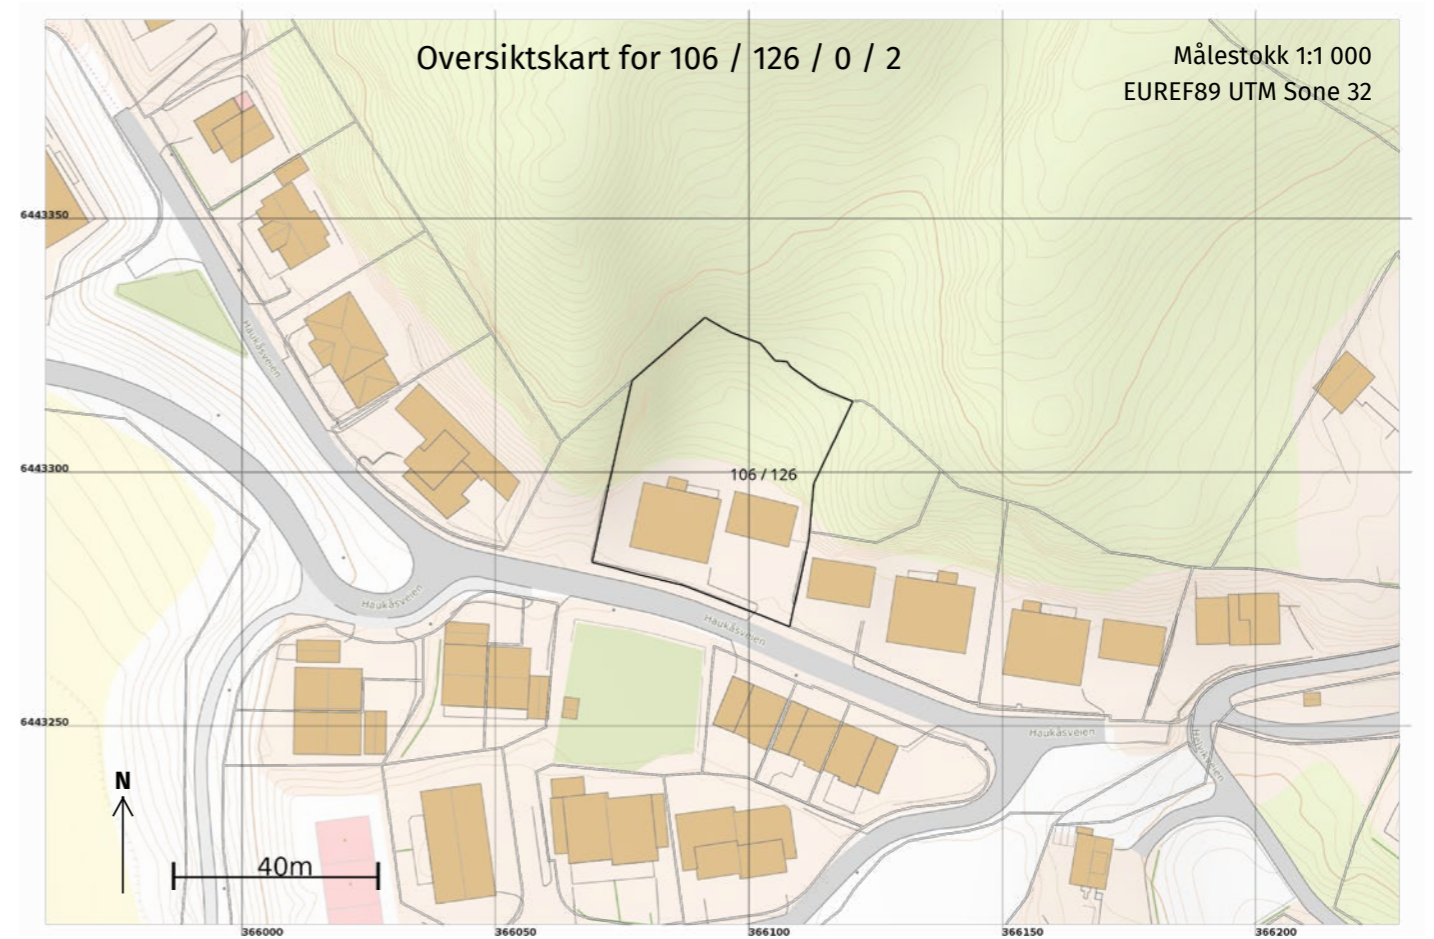 Oversiktskart for 106 / 126 / 0 / 2
Målestokk 1:1 000
EUREF89 UTM Sone 32
6443350
Haukåsveien
6443300
106 / 126
Haukåsveien
Haukåsveien
6443250
Haukåsveien
Helvikveien
N
40m
366000
366050
366100
366150
366200